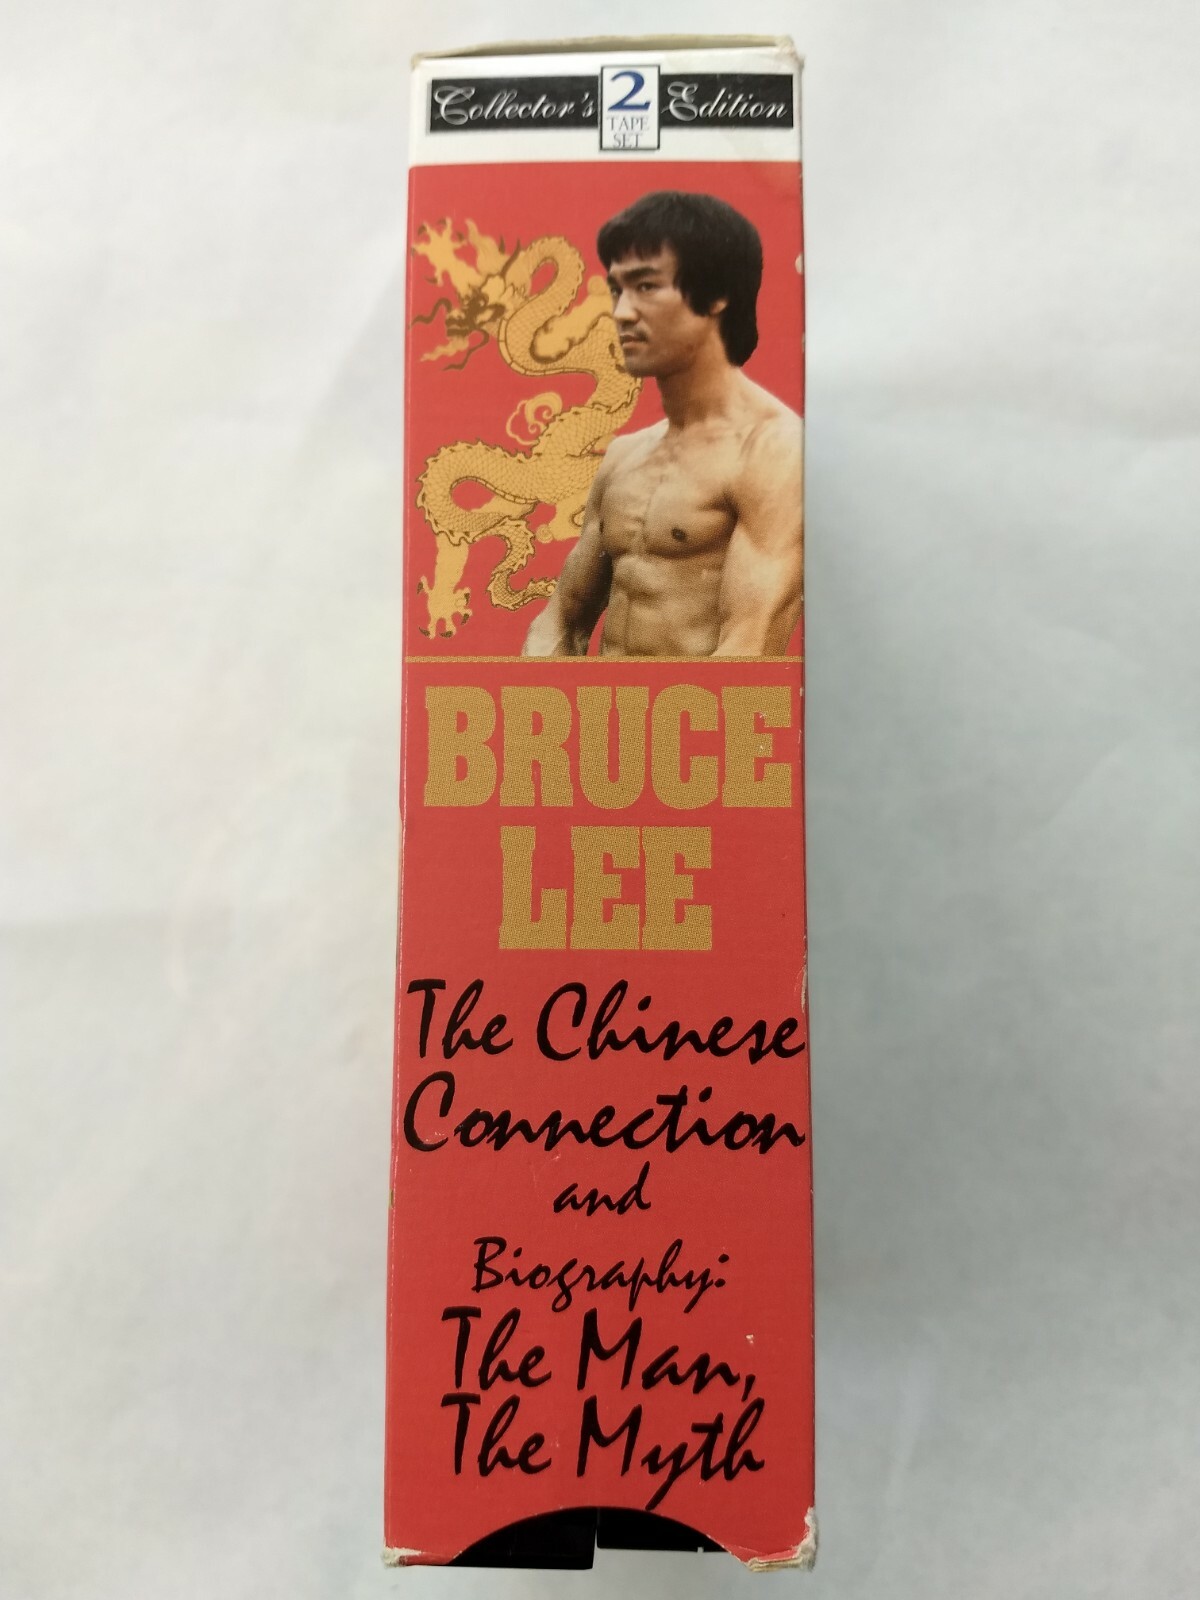 Collector's 2 Edition
TAPE
SET
BRUCE
LEE
The Chinese
Connection
and
Biography:
The Man,
The Myth